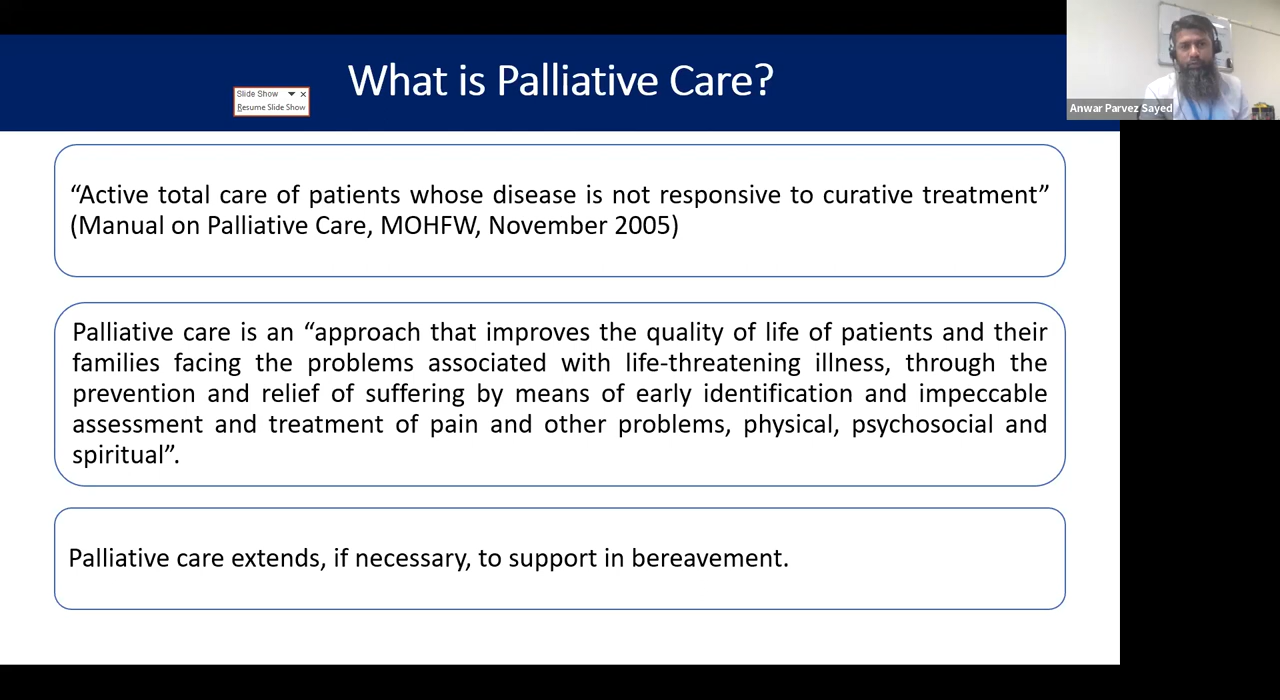 What is Palliative Care?
Slide Show
Resume Slide Show
Anwar Parvez Sayed
“Active total care of patients whose disease is not responsive to curative treatment”
(Manual on Palliative Care, MOHFW, November 2005)
Palliative care is an “approach that improves the quality of life of patients and their
families facing the problems associated with life-threatening illness, through the
prevention and relief of suffering by means of early identification and impeccable
assessment and treatment of pain and other problems, physical, psychosocial and
spiritual”.
Palliative care extends, if necessary, to support in bereavement.